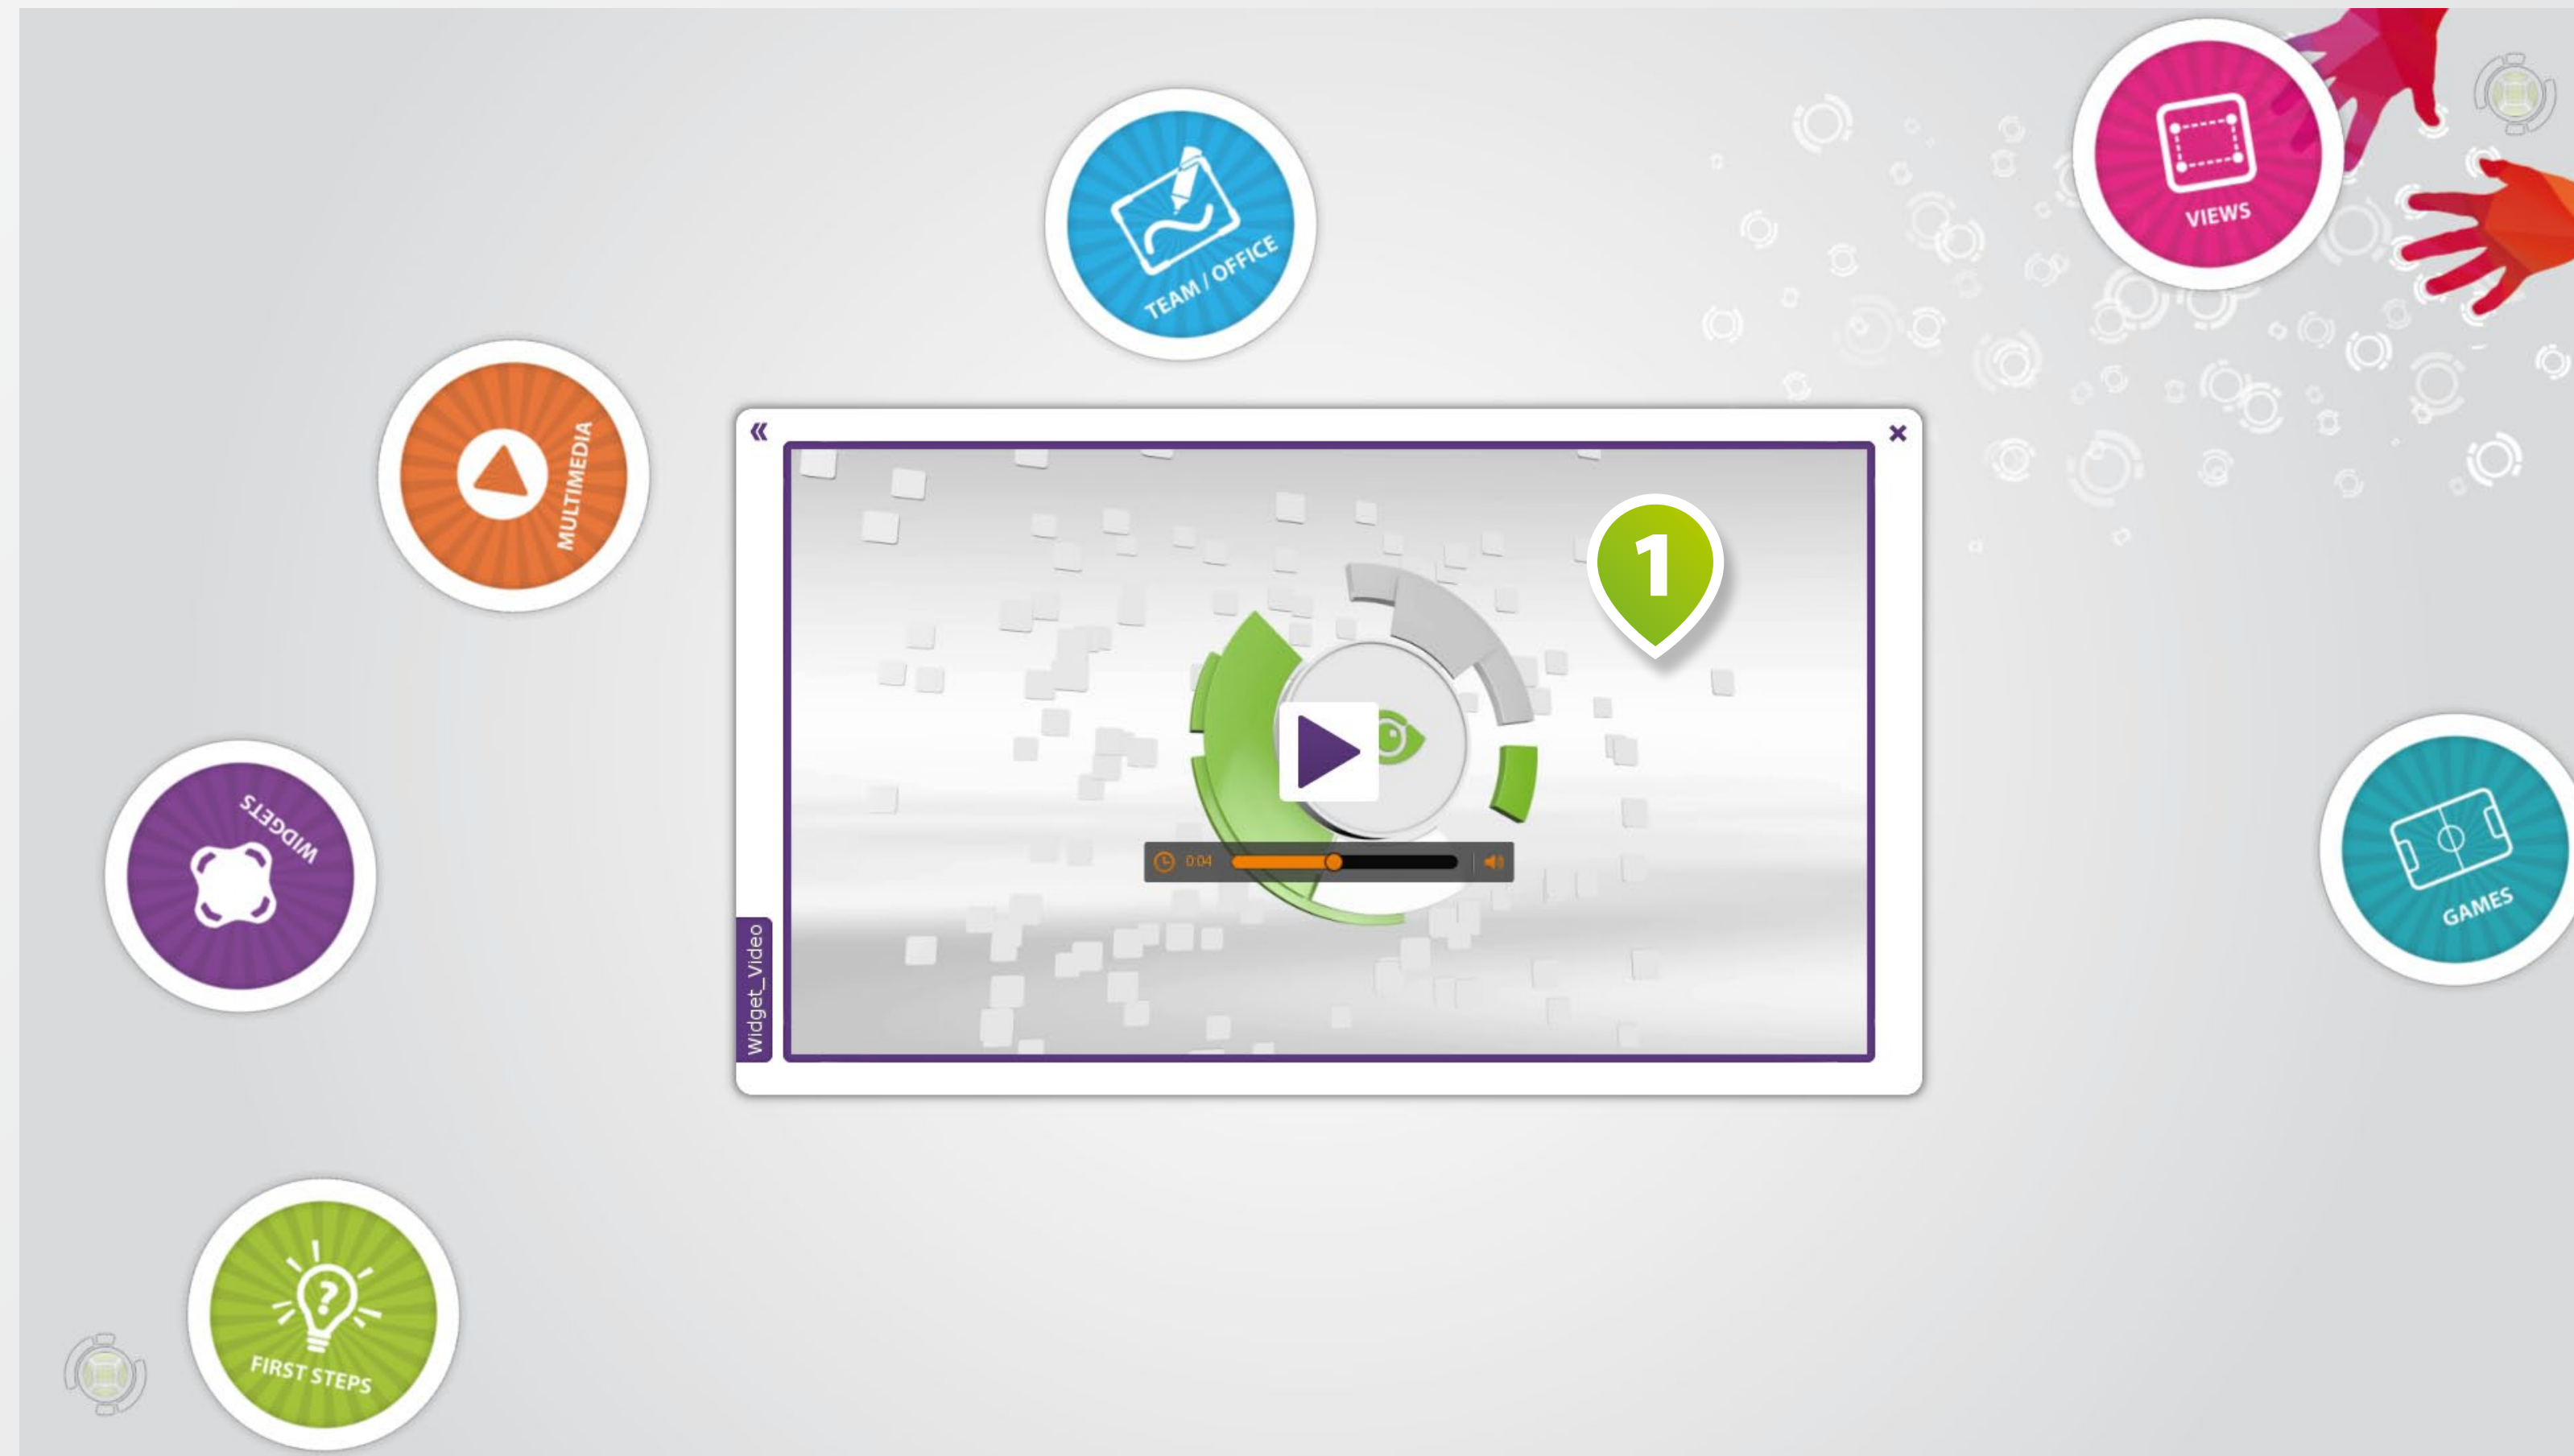 VIEWS
TEAM / OFFICE
MULTIMEDIA
1
WIDGETS
0:04
GAMES
Widget_Video
?
FIRST STEPS